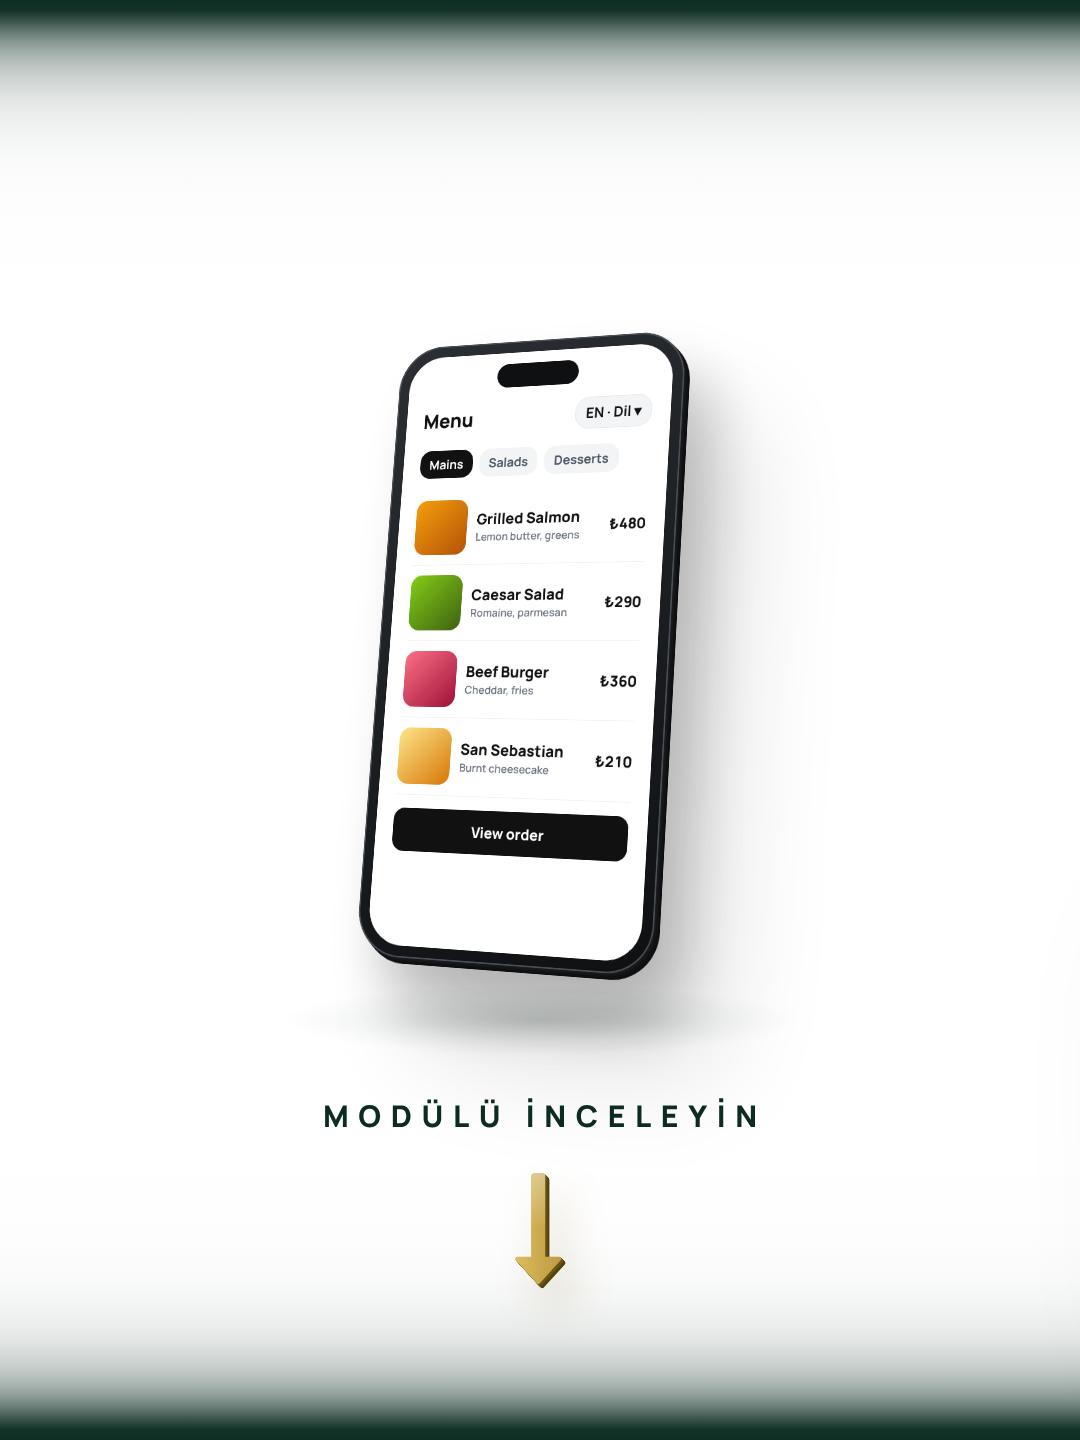 Menu
EN · Dil ▾
Mains
Salads
Desserts
Grilled Salmon
Lemon butter, greens
₺480
Caesar Salad
Romaine, parmesan
₺290
Beef Burger
Cheddar, fries
₺360
San Sebastian
Burnt cheesecake
₺210
View order
MODÜLÜ İNCELEYİN